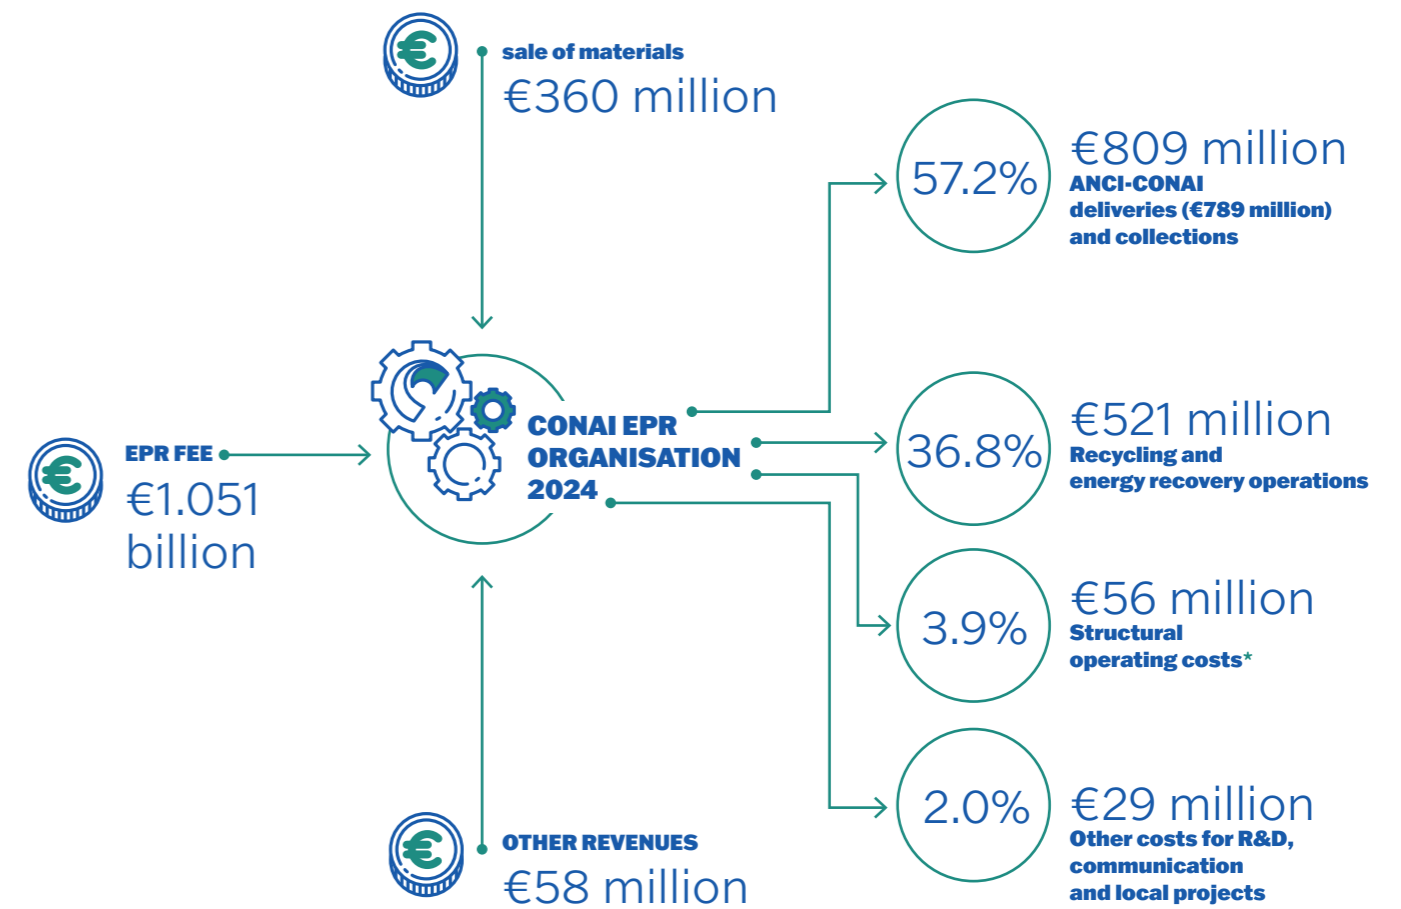 sale of materials
€360 million
EPR FEE
€1.051
billion
CONAI EPR
ORGANISATION
2024
OTHER REVENUES
€58 million
57.2%
€809 million
ANCI-CONAI
deliveries (€789 million)
and collections
36.8%
€521 million
Recycling and
energy recovery operations
3.9%
€56 million
Structural
operating costs*
2.0%
€29 million
Other costs for R&D,
communication
and local projects